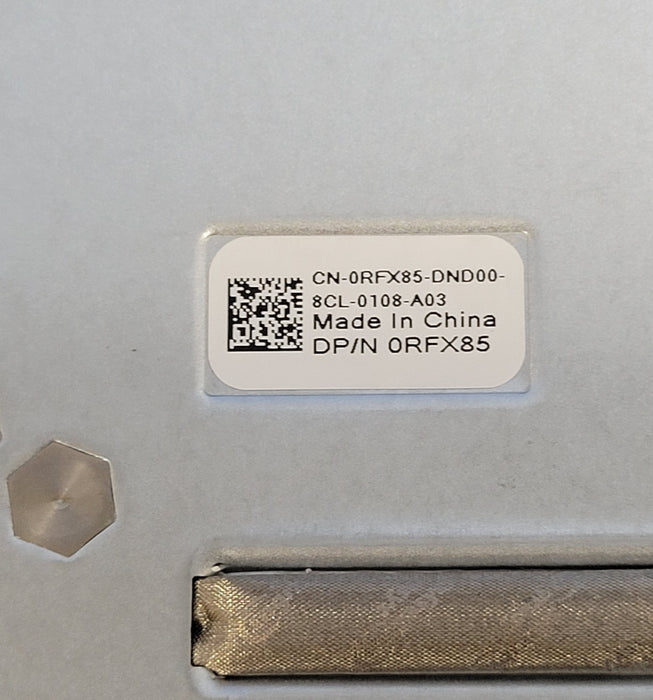 CN-0RFX85-DND00-
8CL-0108-A03
Made In China
DP/N 0RFX85